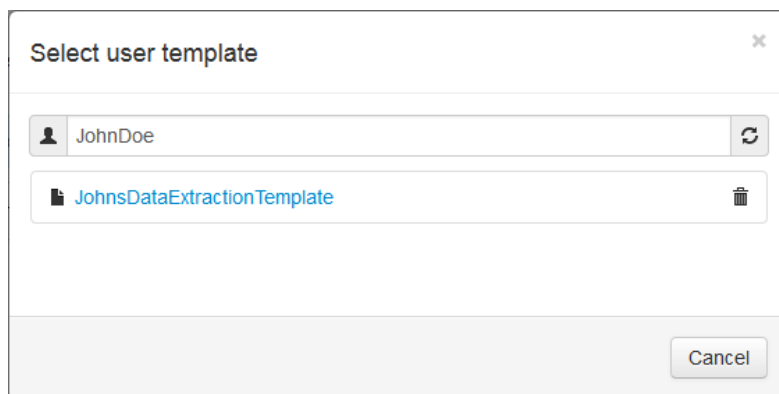 Select user template
JohnDoe
JohnsDataExtractionTemplate
Cancel